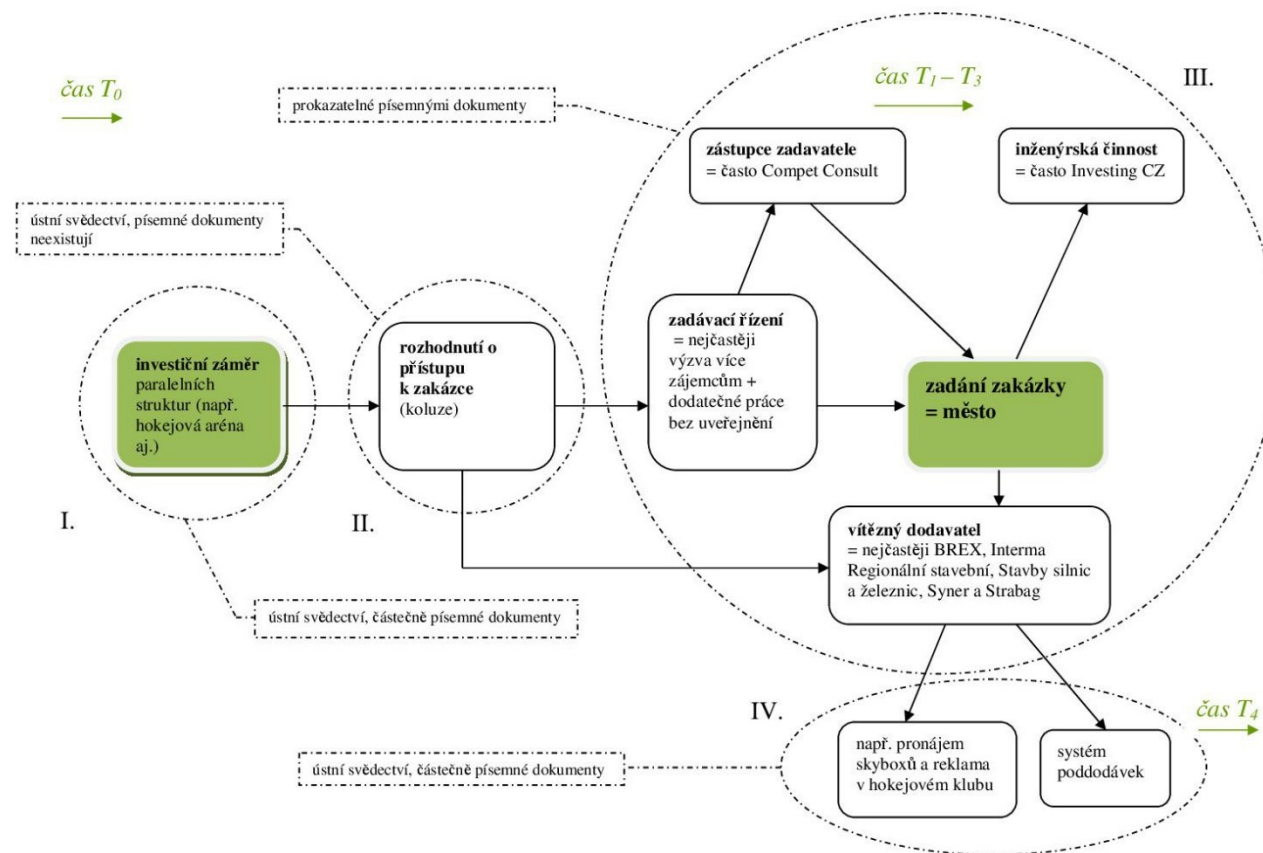 čas T0
čas T1 – T3
III.
prokazatelné písemnými dokumenty
zástupce zadavatele
= často Compet Consult
inženýrská činnost
= často Investing CZ
ústní svědectví, písemné dokumenty
neexistují
investiční záměr
paralelních
struktur (např.
hokejová aréna
aj.)
rozhodnutí o
přístupu
k zakázce
(koluze)
zadávací řízení
= nejčastěji
výzva více
zájemcům +
dodatečné práce
bez uveřejnění
zadání zakázky
= město
I.
II.
vítězný dodavatel
= nejčastěji BREX, Interma
Regionální stavební, Stavby silnic
a železnic, Syner a Strabag
ústní svědectví, částečně písemné dokumenty
IV.
čas T4
např. pronájem
skyboxů a reklama
v hokejovém klubu
systém
poddodávek
ústní svědectví, částečně písemné dokumenty